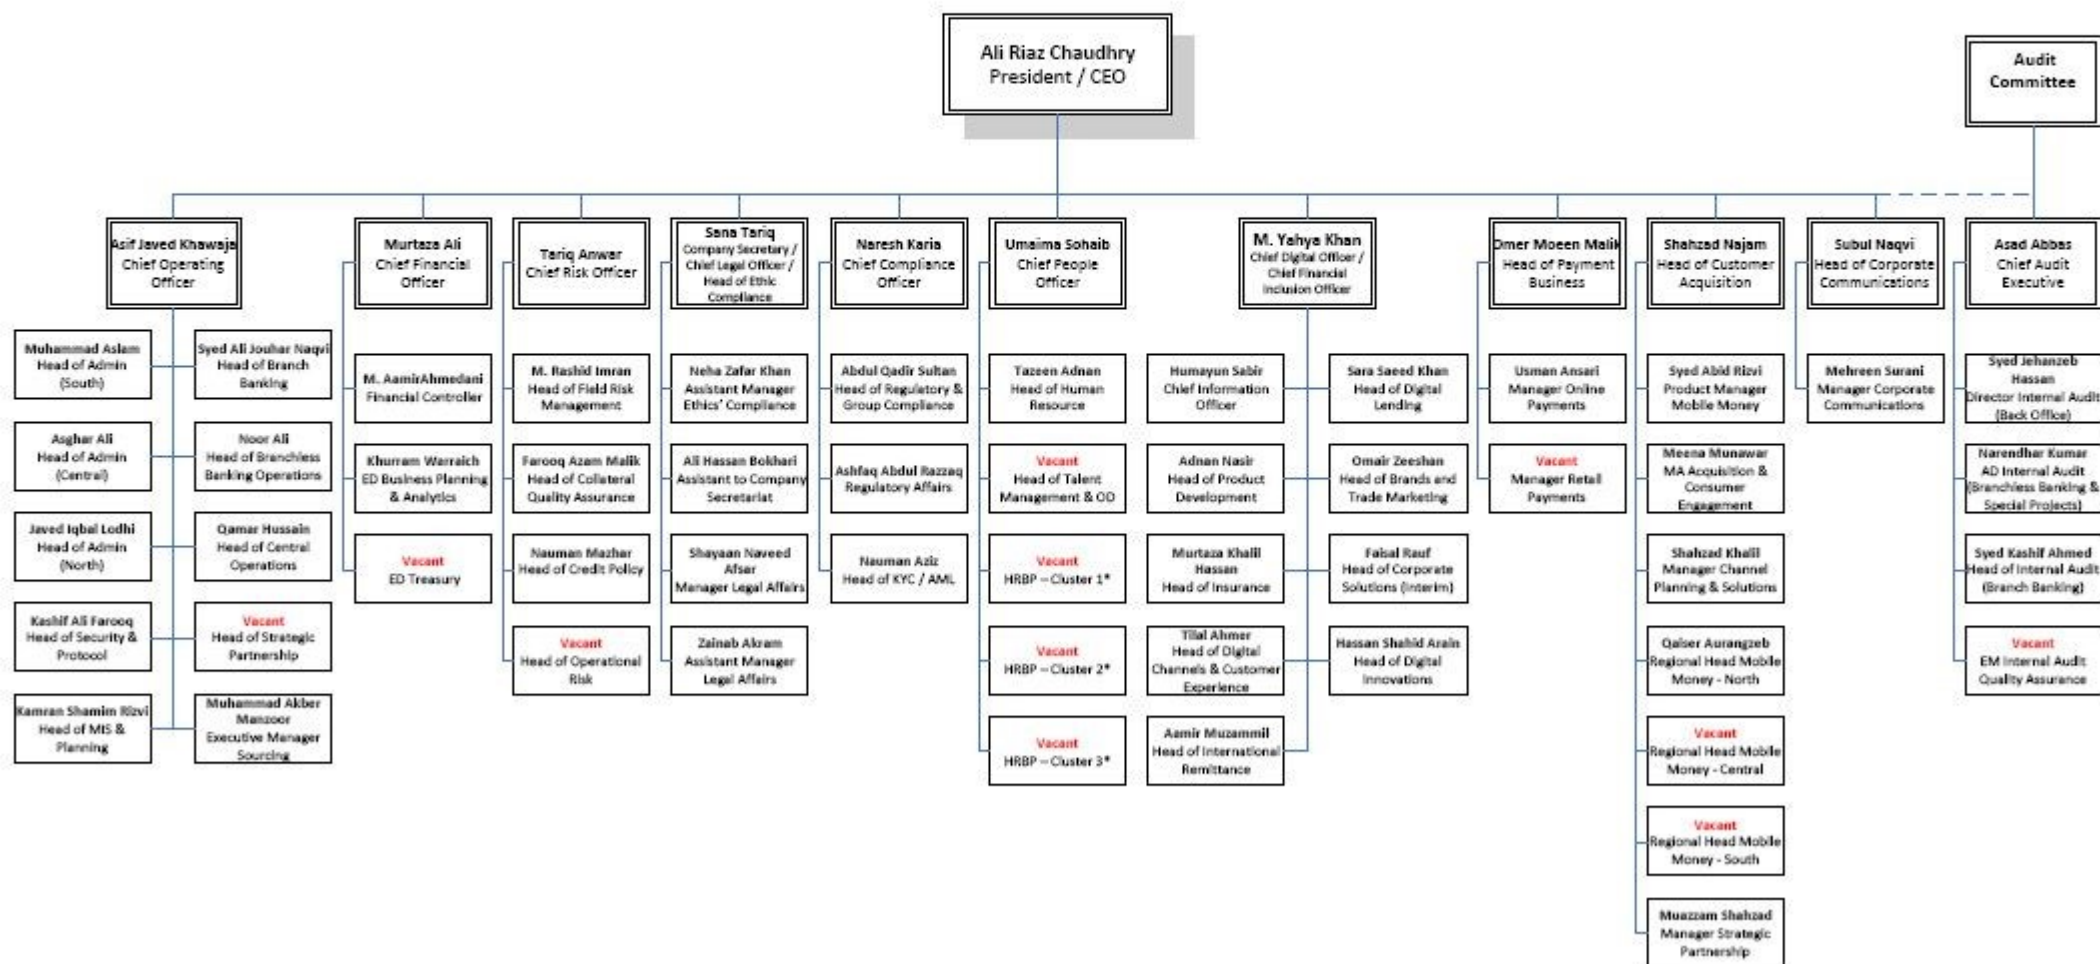 Ali Riaz Chaudhry
President / CEO
Audit
Committee
Asif Javed Khawaja
Chief Operating
Officer
Murtaza Ali
Chief Financial
Officer
Tariq Anwar
Chief Risk Officer
Sana Tariq
Company Secretary /
Chief Legal Officer /
Head of Ethic
Compliance
Naresh Karia
Chief Compliance
Officer
Umaima Sohaib
Chief People
Officer
M. Yahya Khan
Chief Digital Officer /
Chief Financial
Inclusion Officer
Omer Moeen Malik
Head of Payment
Business
Shahzad Najam
Head of Customer
Acquisition
Subul Naqvi
Head of Corporate
Communications
Asad Abbas
Chief Audit
Executive
Muhammad Aslam
Head of Admin
(South)
Syed Ali Jouhar Naqvi
Head of Branch
Banking
Asghar Ali
Head of Admin
(Central)
Noor Ali
Head of Branchless
Banking Operations
Javed Iqbal Lodhi
Head of Admin
(North)
Qamar Hussain
Head of Central
Operations
Kashif Ali Farooq
Head of Security &
Protocol
Vacant
Head of Strategic
Partnership
Kamran Shamim Rizvi
Head of MIS &
Planning
Muhammad Akber
Manzoor
Executive Manager
Sourcing
M. AamirAhmedani
Financial Controller
Khurram Warraich
ED Business Planning
& Analytics
Vacant
ED Treasury
M. Rashid Imran
Head of Field Risk
Management
Farooq Azam Malik
Head of Collateral
Quality Assurance
Nauman Mazhar
Head of Credit Policy
Vacant
Head of Operational
Risk
Neha Zafar Khan
Assistant Manager
Ethics' Compliance
Ali Hassan Bokhari
Assistant to Company
Secretariat
Shayaan Naveed
Afsar
Manager Legal Affairs
Zainab Akram
Assistant Manager
Legal Affairs
Abdul Qadir Sultan
Head of Regulatory &
Group Compliance
Ashfaq Abdul Razzaq
Regulatory Affairs
Nauman Aziz
Head of KYC / AML
Tazeen Adnan
Head of Human
Resource
Vacant
Head of Talent
Management & OD
Vacant
HRBP – Cluster 1*
Vacant
HRBP – Cluster 2*
Vacant
HRBP – Cluster 3*
Humayun Sabir
Chief Information
Officer
Adnan Nasir
Head of Product
Development
Murtaza Khalil
Hassan
Head of Insurance
Tilal Ahmer
Head of Digital
Channels & Customer
Experience
Aamir Muzammil
Head of International
Remittance
Sara Saeed Khan
Head of Digital
Lending
Omair Zeeshan
Head of Brands and
Trade Marketing
Faisal Rauf
Head of Corporate
Solutions (Interim)
Hassan Shahid Arain
Head of Digital
Innovations
Usman Ansari
Manager Online
Payments
Vacant
Manager Retail
Payments
Syed Abid Rizvi
Product Manager
Mobile Money
Meena Munawar
MA Acquisition &
Consumer
Engagement
Shahzad Khalil
Manager Channel
Planning & Solutions
Qaiser Aurangzeb
Regional Head Mobile
Money - North
Vacant
Regional Head Mobile
Money - Central
Vacant
Regional Head Mobile
Money - South
Muazzam Shahzad
Manager Strategic
Partnership
Mehreen Surani
Manager Corporate
Communications
Syed Jehanzeb
Hassan
Director Internal Audit
(Back Office)
Narendhar Kumar
AD Internal Audit
(Branchless Banking &
Special Projects)
Syed Kashif Ahmed
Head of Internal Audit
(Branch Banking)
Vacant
EM Internal Audit
Quality Assurance